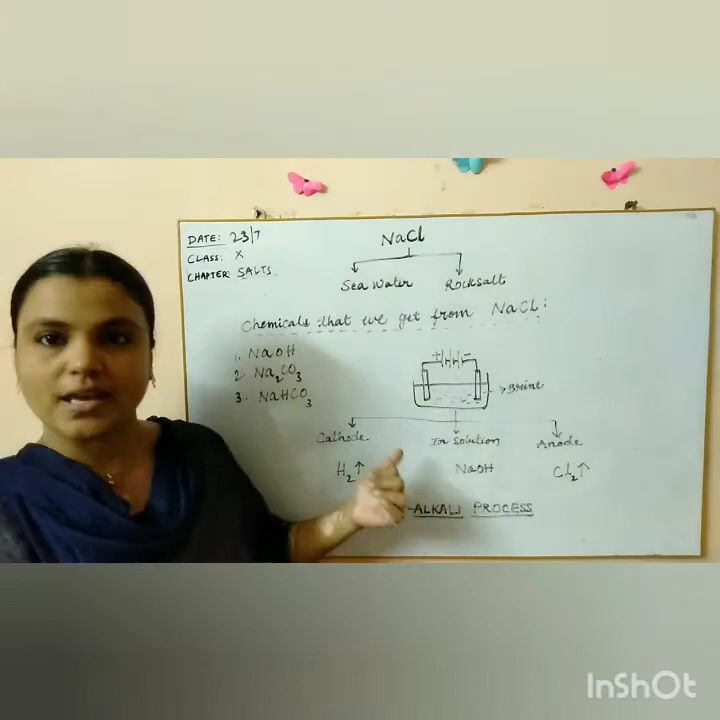 DATE: 23/7
CLASS: X
CHAPTER: SALTS
NaCl
Sea Water Rocksalt
Chemicals that we get from NaCl:
1. NaOH
2. Na2CO3
3. NaHCO3
+ -
→ Brine
Cathode In Solution Anode
H2↑ NaOH Cl2↑
-ALKALI PROCESS
InShOt